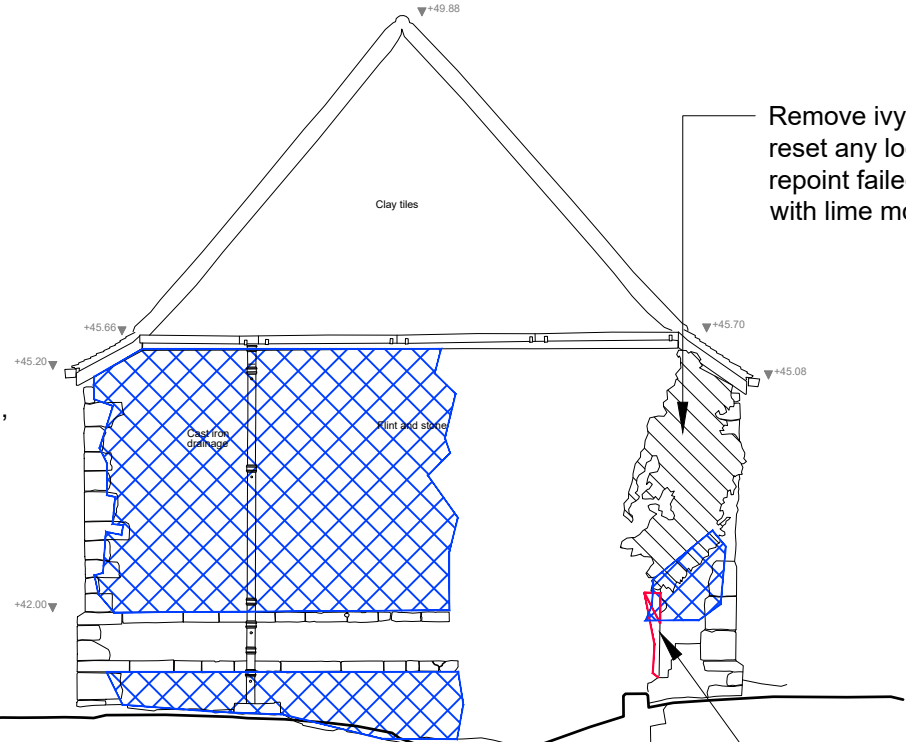 +49.88
Remove ivy
reset any lo
repoint faile
with lime mo
Clay tiles
+45.66
+45.70
+45.20
+45.08
,
Cast iron
drainage
Flint and stone
+42.00